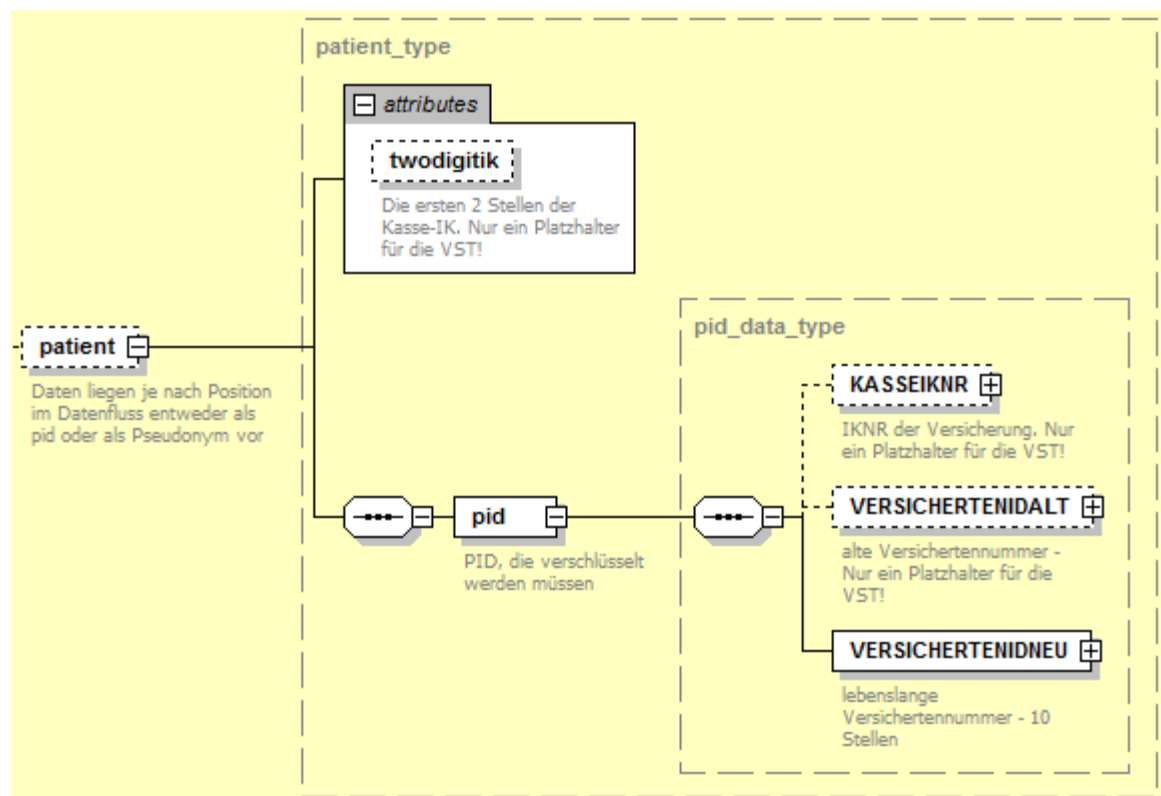 patient_type
attributes
twodigitik
Die ersten 2 Stellen der
Kasse-IK. Nur ein Platzhalter
für die VST!
patient
Daten liegen je nach Position
im Datenfluss entweder als
pid oder als Pseudonym vor
pid
PID, die verschlüsselt
werden müssen
pid_data_type
KASSEIKNR
IKNR der Versicherung. Nur
ein Platzhalter für die VST!
VERSICHERTENIDALT
alte Versichertennummer -
Nur ein Platzhalter für die
VST!
VERSICHERTENIDNEU
lebenslange
Versichertennummer - 10
Stellen